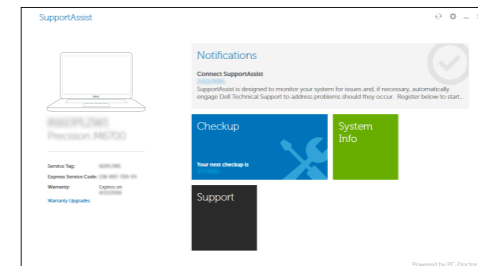 SupportAssist
Notifications
Connect SupportAssist
SupportAssist is designed to monitor your system for issues and, if necessary, automatically
engage Dell Technical Support to address problems should they occur. Register below to start...
Precision M6700
Service Tag:
Express Service Code:
Warranty: Expires on
Warranty Upgrades
Checkup
Your next checkup is
System
Info
Support
Powered by PC-Doctor